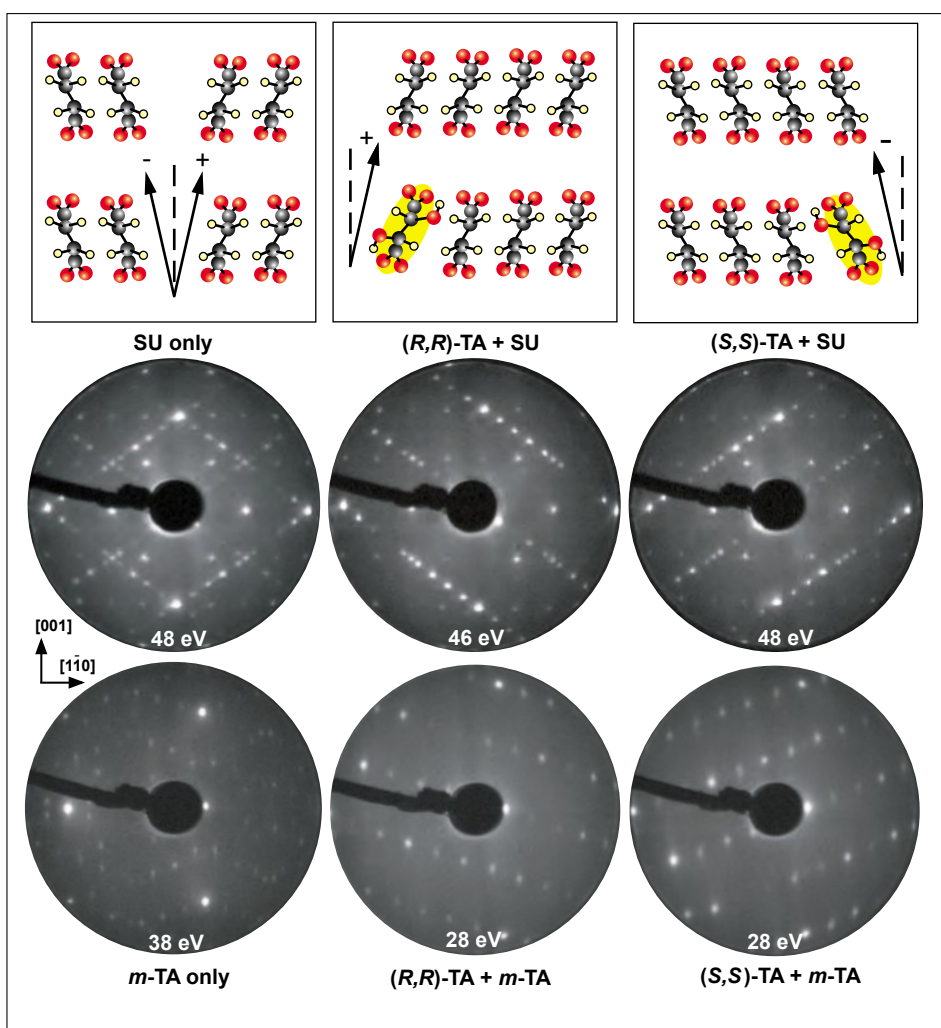 - +
+
-
SU only
(R,R)-TA + SU
(S,S)-TA + SU
48 eV
46 eV
48 eV
[001]
[11̄0]
38 eV
28 eV
28 eV
m-TA only
(R,R)-TA + m-TA
(S,S)-TA + m-TA